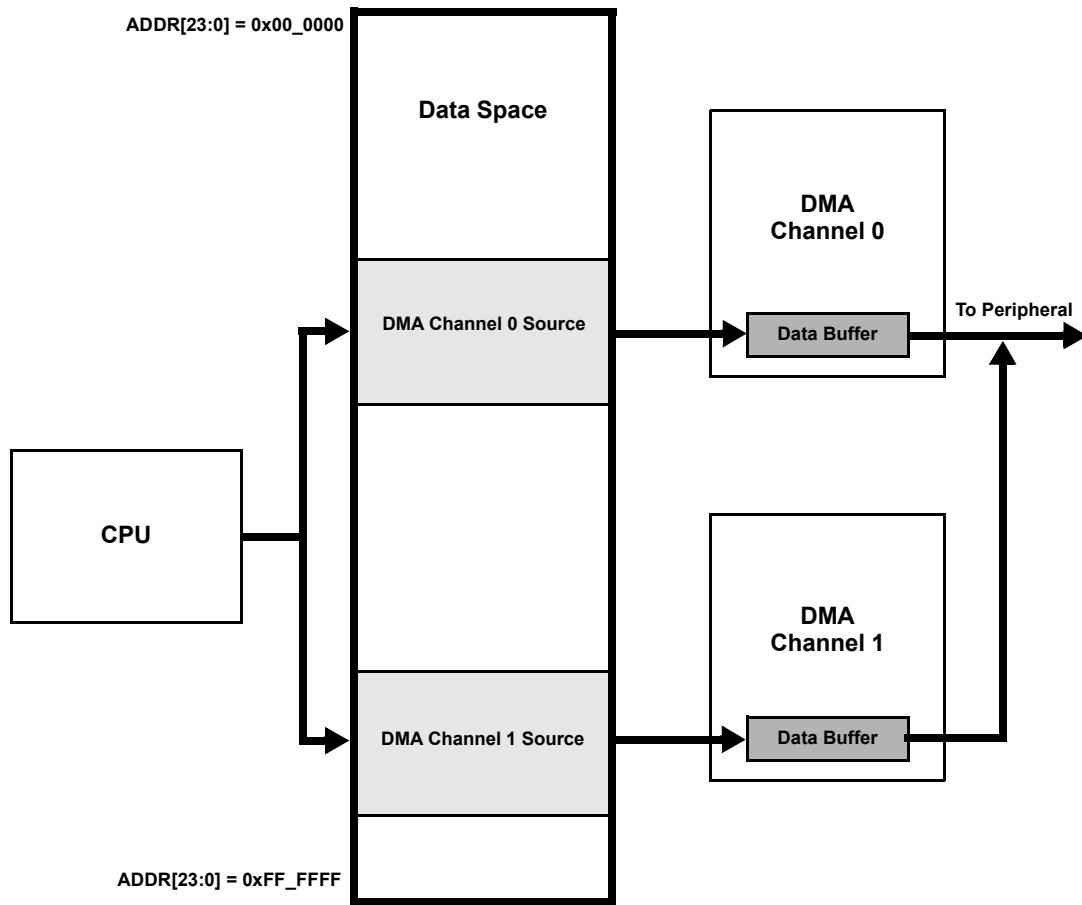 ADDR[23:0] = 0x00_0000
Data Space
DMA
Channel 0
To Peripheral
DMA Channel 0 Source
Data Buffer
CPU
DMA
Channel 1
DMA Channel 1 Source
Data Buffer
ADDR[23:0] = 0xFF_FFFF